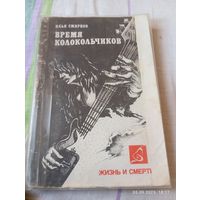 ИЛЬЯ СМИРНОВ
ВРЕМЯ
КОЛОКОЛЬЧИКОВ
ЖИЗНЬ И СМЕРТЬ